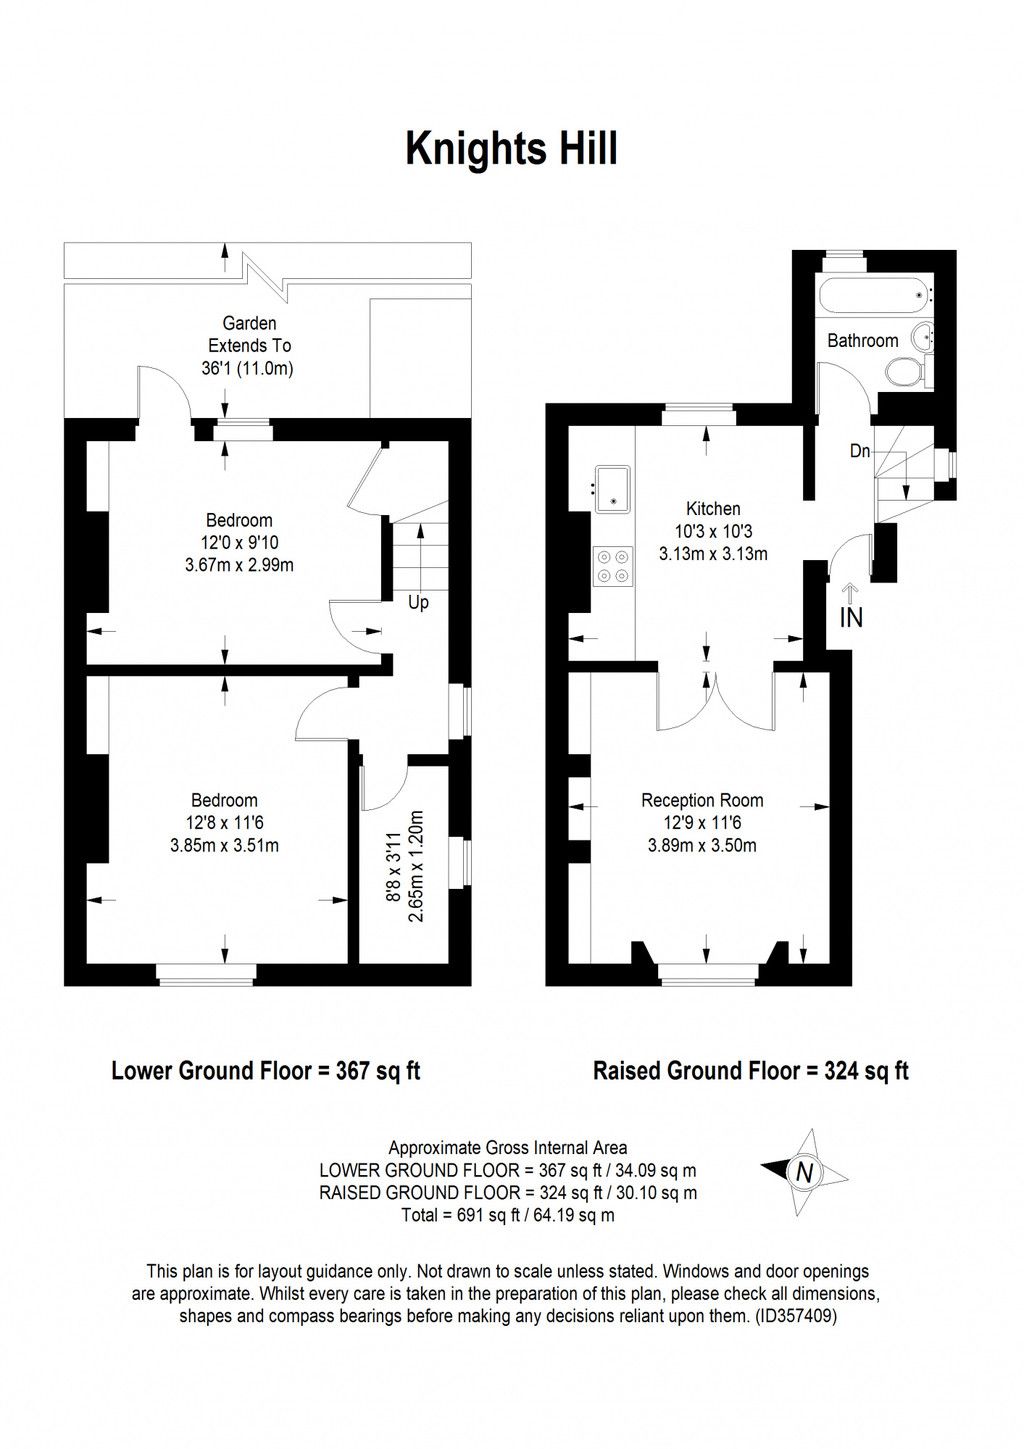 Knights Hill
Garden
Extends To
36'1 (11.0m)
Bedroom
12'0 x 9'10
3.67m x 2.99m
Up
Bedroom
12'8 x 11'6
3.85m x 3.51m
8'8 x 3'11
2.65m x 1.20m
Bathroom
Dn
Kitchen
10'3 x 10'3
3.13m x 3.13m
IN
Reception Room
12'9 x 11'6
3.89m x 3.50m
Lower Ground Floor = 367 sq ft
Raised Ground Floor = 324 sq ft
Approximate Gross Internal Area
LOWER GROUND FLOOR = 367 sq ft / 34.09 sq m
RAISED GROUND FLOOR = 324 sq ft / 30.10 sq m
Total = 691 sq ft / 64.19 sq m
N
This plan is for layout guidance only. Not drawn to scale unless stated. Windows and door openings
are approximate. Whilst every care is taken in the preparation of this plan, please check all dimensions,
shapes and compass bearings before making any decisions reliant upon them. (ID357409)